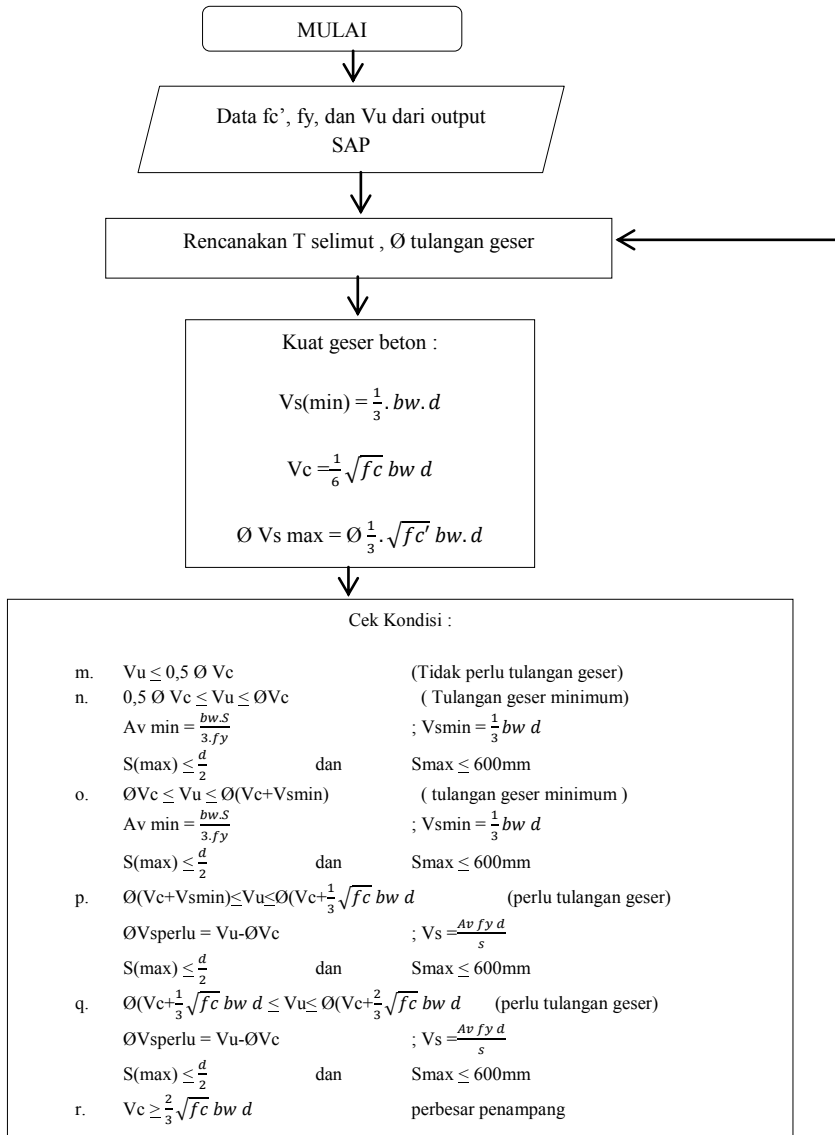 MULAI
Data fc’, fy, dan Vu dari output
SAP
Rencanakan T selimut , Ø tulangan geser
Kuat geser beton :
Vs(min) = 1/3 . bw. d
Vc = 1/6 √fc bw d
Ø Vs max = Ø 1/3 . √fc′ bw. d
Cek Kondisi :
m. Vu ≤ 0,5 Ø Vc (Tidak perlu tulangan geser)
n. 0,5 Ø Vc ≤ Vu ≤ ØVc ( Tulangan geser minimum)
Av min = bw.S/3.fy ; Vsmin = 1/3 bw d
S(max) ≤ d/2 dan Smax ≤ 600mm
o. ØVc ≤ Vu ≤ Ø(Vc+Vsmin) ( tulangan geser minimum )
Av min = bw.S/3.fy ; Vsmin = 1/3 bw d
S(max) ≤ d/2 dan Smax ≤ 600mm
p. Ø(Vc+Vsmin)≤Vu≤Ø(Vc+1/3 √fc bw d (perlu tulangan geser)
ØVsperlu = Vu-ØVc ; Vs = Av fy d/s
S(max) ≤ d/2 dan Smax ≤ 600mm
q. Ø(Vc+1/3 √fc bw d ≤ Vu≤ Ø(Vc+2/3 √fc bw d (perlu tulangan geser)
ØVsperlu = Vu-ØVc ; Vs = Av fy d/s
S(max) ≤ d/2 dan Smax ≤ 600mm
r. Vc ≥ 2/3 √fc bw d perbesar penampang